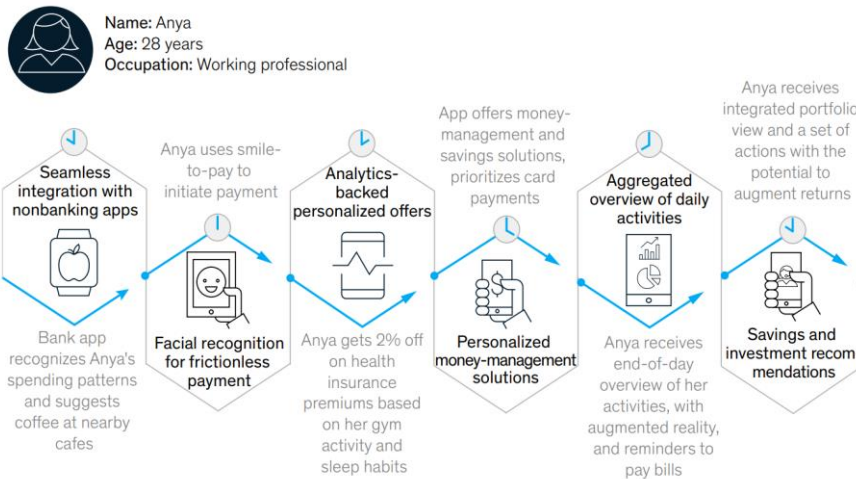 Name: Anya
Age: 28 years
Occupation: Working professional
Seamless
integration with
nonbanking apps
Bank app
recognizes Anya's
spending patterns
and suggests
coffee at nearby
cafes
Anya uses smile-
to-pay to
initiate payment
Facial recognition
for frictionless
payment
Analytics-
backed
personalized offers
Anya gets 2% off
on health
insurance
premiums based
on her gym
activity and
sleep habits
App offers money-
management and
savings solutions,
prioritizes card
payments
$
Personalized
money-management
solutions
Aggregated
overview of daily
activities
Anya receives
end-of-day
overview of her
activities, with
augmented reality,
and reminders to
pay bills
Anya receives
integrated portfolio
view and a set of
actions with the
potential to
augment returns
Savings and
investment recom
mendations